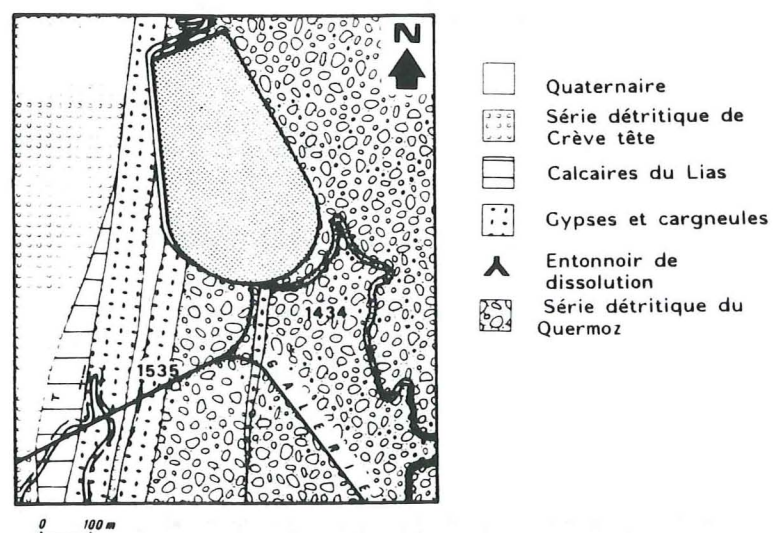 N
Quaternaire
Série détritique de
Crève tête
Calcaires du Lias
Gypses et cargneules
Entonnoir de
dissolution
Série détritique du
Quermoz
1434
1535
GALERIE
T
0 100 m